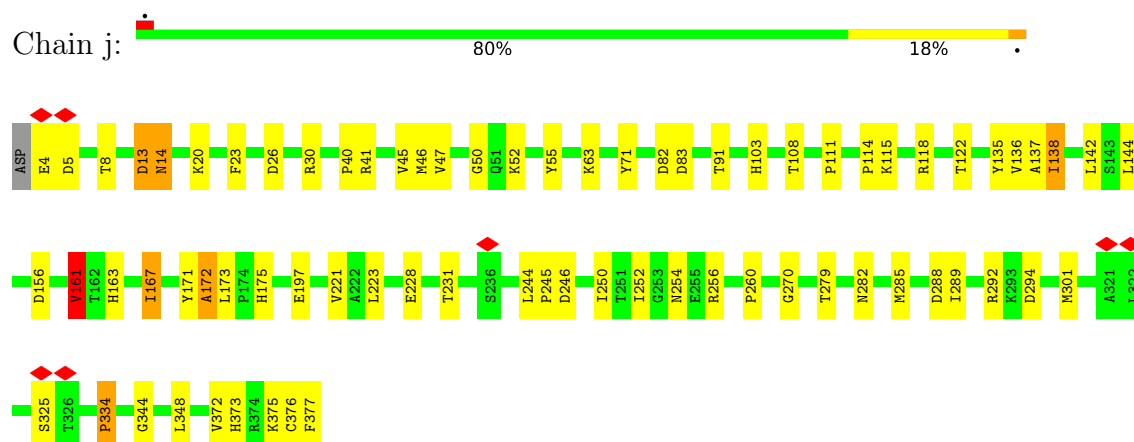 Chain j:
80% 18%
ASP E4 D5 T8 D13 N14 K20 F23 D26 R30 P40 R41 V45 M46 V47 G50 Q51 K52 Y55 K63 Y71 D82 D83 T91 H103 T108 P111 P114 K115 R118 T122 Y135 V136 A137 I138 L142 S143 L144
D156 V161 T162 H163 I167 Y171 A172 L173 P174 H175 E197 V221 A222 L223 E228 T231 S236 L244 P245 D246 I250 T251 I252 G253 N254 E255 R256 P260 G270 T279 N282 M285 D288 I289 R292 K293 D294 M301 A321 L322
S325 T326 P334 G344 L348 V372 H373 R374 K375 C376 F377